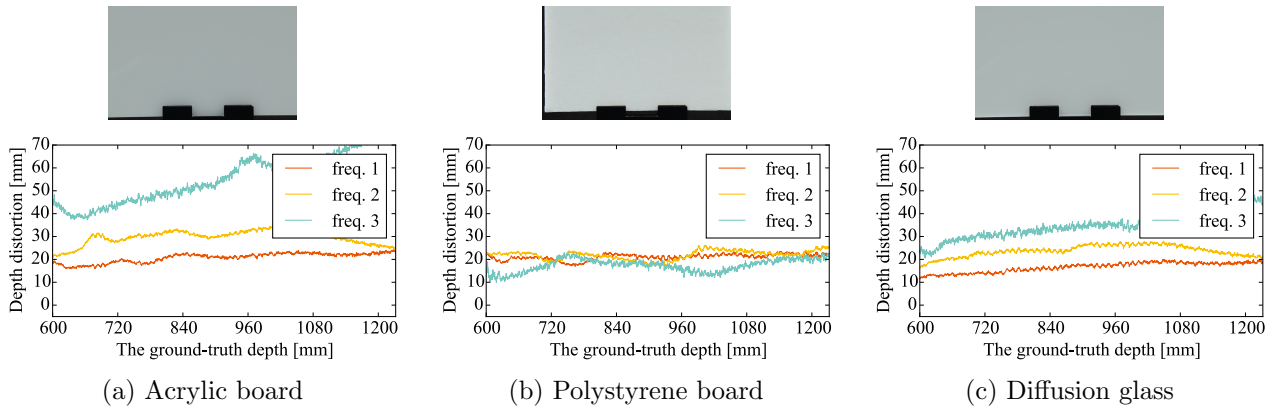 70
60
50
40
30
20
10
0
Depth distortion [mm]
freq. 1
freq. 2
freq. 3
600 720 840 960 1080 1200
The ground-truth depth [mm]
(a) Acrylic board
70
60
50
40
30
20
10
0
Depth distortion [mm]
freq. 1
freq. 2
freq. 3
600 720 840 960 1080 1200
The ground-truth depth [mm]
(b) Polystyrene board
70
60
50
40
30
20
10
0
Depth distortion [mm]
freq. 1
freq. 2
freq. 3
600 720 840 960 1080 1200
The ground-truth depth [mm]
(c) Diffusion glass